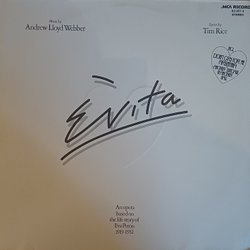 Music by
Andrew Lloyd Webber
Lyrics by
Tim Rice
MCA RECORDS
Evita
An opera
based on
the life story of
Eva Peron
1919-1952